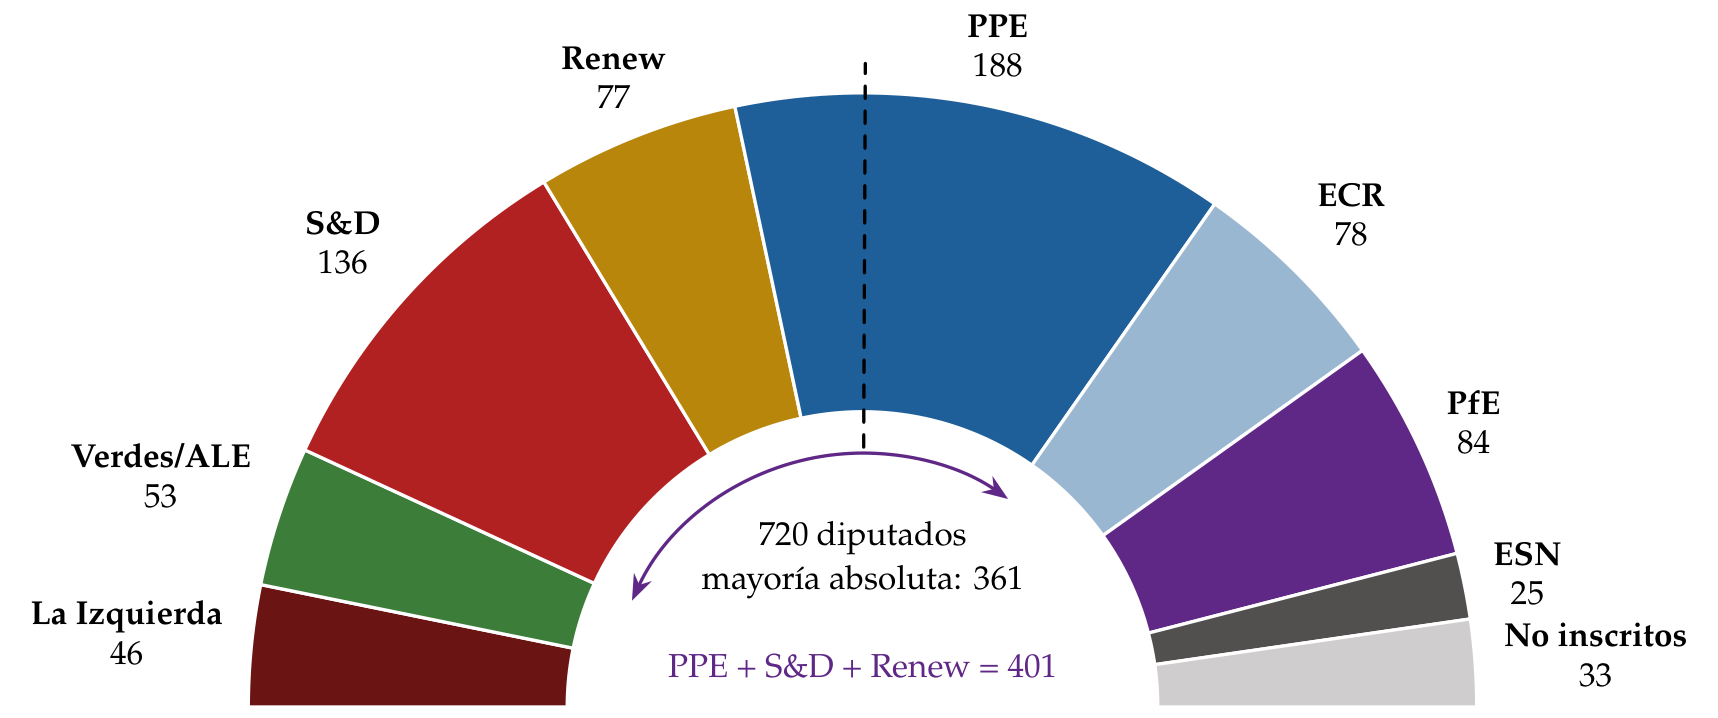 PPE
188
Renew
77
ECR
78
S&D
136
PfE
84
Verdes/ALE
53
720 diputados
mayoría absoluta: 361
ESN
25
La Izquierda
46
No inscritos
33
PPE + S&D + Renew = 401